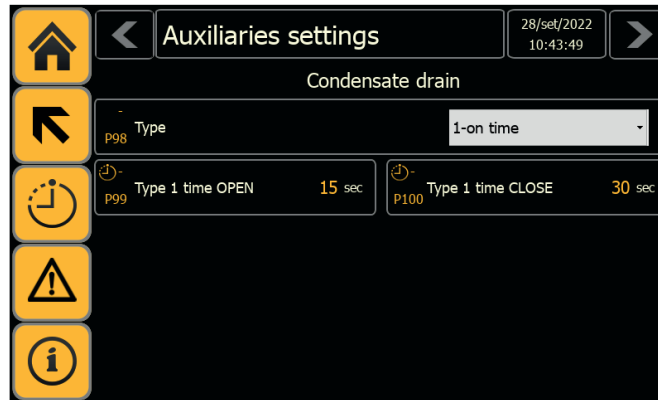 Auxiliaries settings
28/set/2022
10:43:49
Condensate drain
-
P98 Type
1-on time
-
P99 Type 1 time OPEN 15 sec
-
P100 Type 1 time CLOSE 30 sec
i